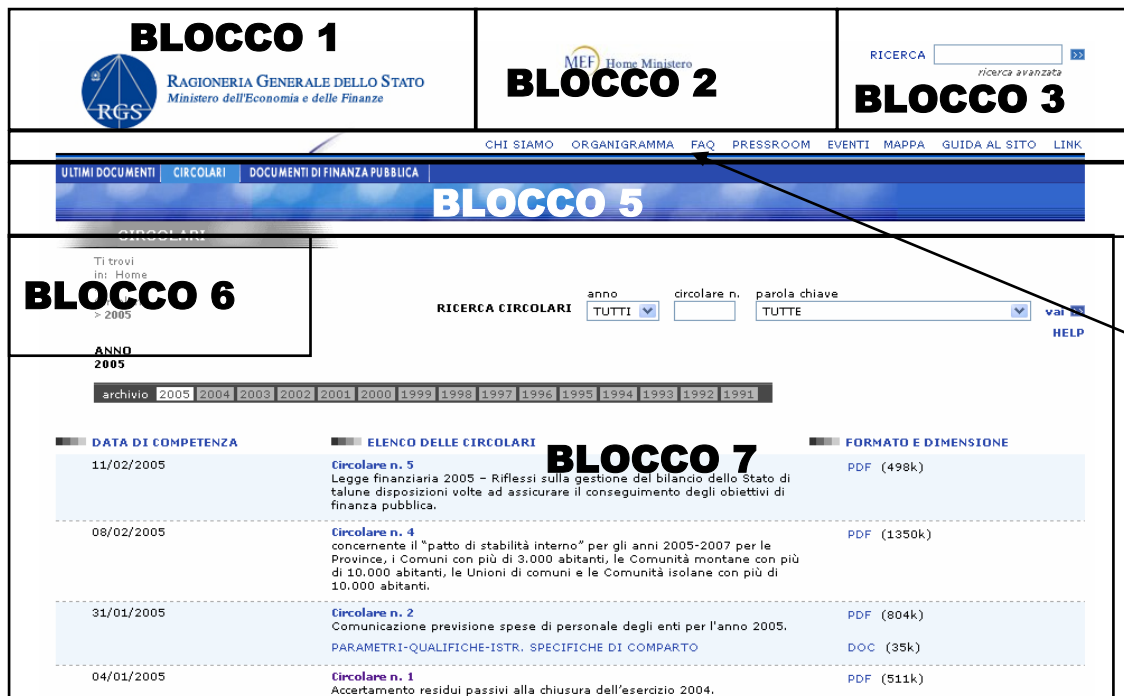 BLOCCO 1
RAGIONERIA GENERALE DELLO STATO
Ministero dell'Economia e delle Finanze
RGS
MEF Home Ministero
BLOCCO 2
RICERCA
ricerca avanzata
BLOCCO 3
CHI SIAMO ORGANIGRAMMA FAQ PRESSROOM EVENTI MAPPA GUIDA AL SITO LINK
ULTIMI DOCUMENTI CIRCOLARI DOCUMENTI DI FINANZA PUBBLICA
BLOCCO 5
CIRCOLARI
Ti trovi
in: Home
BLOCCO 6
> 2005
RICERCA CIRCOLARI anno TUTTI circolare n. parola chiave TUTTE vai
HELP
ANNO
2005
archivio 2005 2004 2003 2002 2001 2000 1999 1998 1997 1996 1995 1994 1993 1992 1991
DATA DI COMPETENZA ELENCO DELLE CIRCOLARI FORMATO E DIMENSIONE
BLOCCO 7
11/02/2005 Circolare n. 5 PDF (498k)
Legge finanziaria 2005 – Riflessi sulla gestione del bilancio dello Stato di
talune disposizioni volte ad assicurare il conseguimento degli obiettivi di
finanza pubblica.
08/02/2005 Circolare n. 4 PDF (1350k)
concernente il "patto di stabilità interno" per gli anni 2005-2007 per le
Province, i Comuni con più di 3.000 abitanti, le Comunità montane con più
di 10.000 abitanti, le Unioni di comuni e le Comunità isolane con più di
10.000 abitanti.
31/01/2005 Circolare n. 2 PDF (804k)
Comunicazione previsione spese di personale degli enti per l'anno 2005.
PARAMETRI-QUALIFICHE-ISTR. SPECIFICHE DI COMPARTO DOC (35k)
04/01/2005 Circolare n. 1 PDF (511k)
Accertamento residui passivi alla chiusura dell'esercizio 2004.